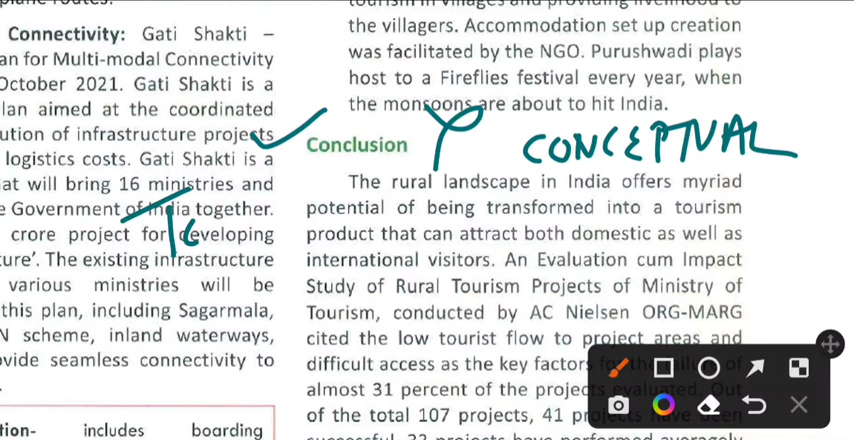 Connectivity: Gati Shakti –
an for Multi-modal Connectivity
October 2021. Gati Shakti is a
lan aimed at the coordinated
ution of infrastructure projects
logistics costs. Gati Shakti is a
at will bring 16 ministries and
e Government of India together.
crore project for developing
ure'. The existing infrastructure
various ministries will be
this plan, including Sagarmala,
N scheme, inland waterways,
ovide seamless connectivity to
tion- includes boarding
the villagers. Accommodation set up creation
was facilitated by the NGO. Purushwadi plays
host to a Fireflies festival every year, when
the monsoons are about to hit India.
Conclusion
CONCEPTUAL
The rural landscape in India offers myriad
potential of being transformed into a tourism
product that can attract both domestic as well as
international visitors. An Evaluation cum Impact
Study of Rural Tourism Projects of Ministry of
Tourism, conducted by AC Nielsen ORG-MARG
cited the low tourist flow to project areas and
difficult access as the key factors for the failure of
almost 31 percent of the projects evaluated. Out
of the total 107 projects, 41 projects have been